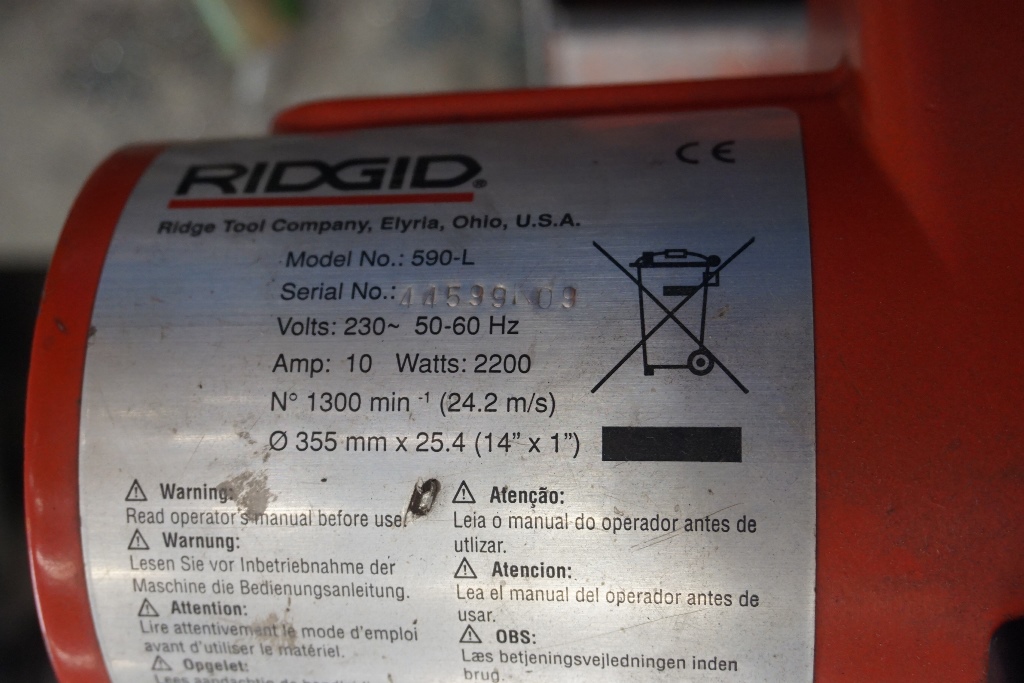 RIDGID®
CE
Ridge Tool Company, Elyria, Ohio, U.S.A.
Model No.: 590-L
Serial No.:
Volts: 230~ 50-60 Hz
Amp: 10 Watts: 2200
N° 1300 min -1 (24.2 m/s)
Ø 355 mm x 25.4 (14" x 1")
Warning:
Read operator's manual before use.
Warnung:
Lesen Sie vor Inbetriebnahme der
Maschine die Bedienungsanleitung.
Attention:
Lire attentivement le mode d'emploi
avant d'utiliser le matériel.
Opgelet:
Atenção:
Leia o manual do operador antes de
utlizar.
Atencion:
Lea el manual del operador antes de
usar.
OBS:
Læs betjeningsvejledningen inden
brug.